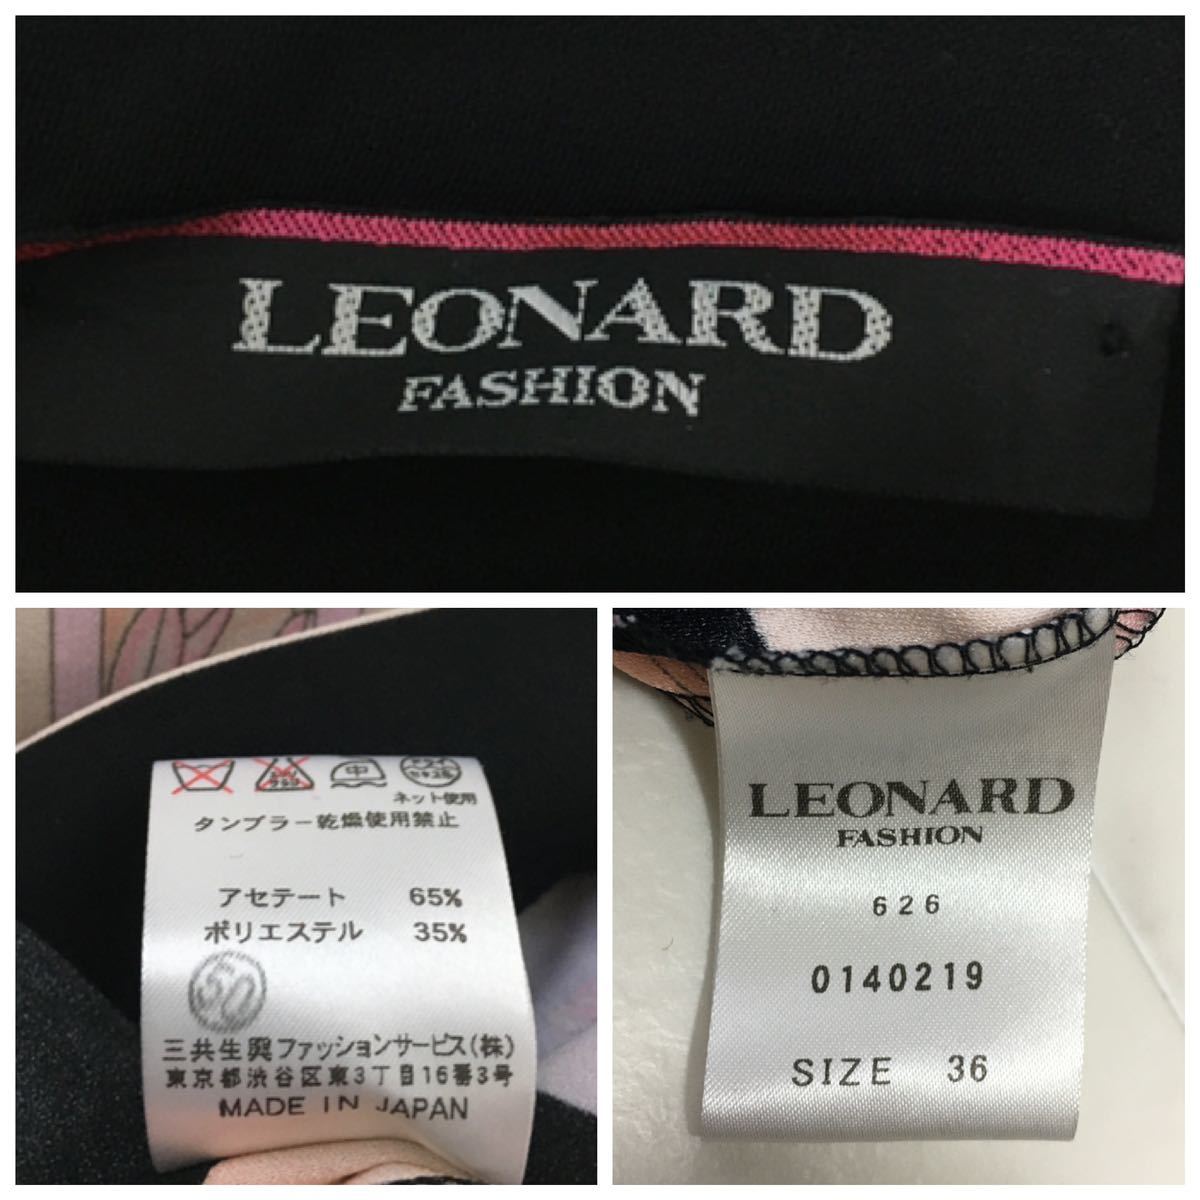 LEONARD
FASHION
中
ネット使用
タンブラー乾燥使用禁止
アセテート 65%
ポリエステル 35%
三共生興ファッションサービス(株)
東京都渋谷区東3丁目16番3号
MADE IN JAPAN
LEONARD
FASHION
626
0140219
SIZE 36